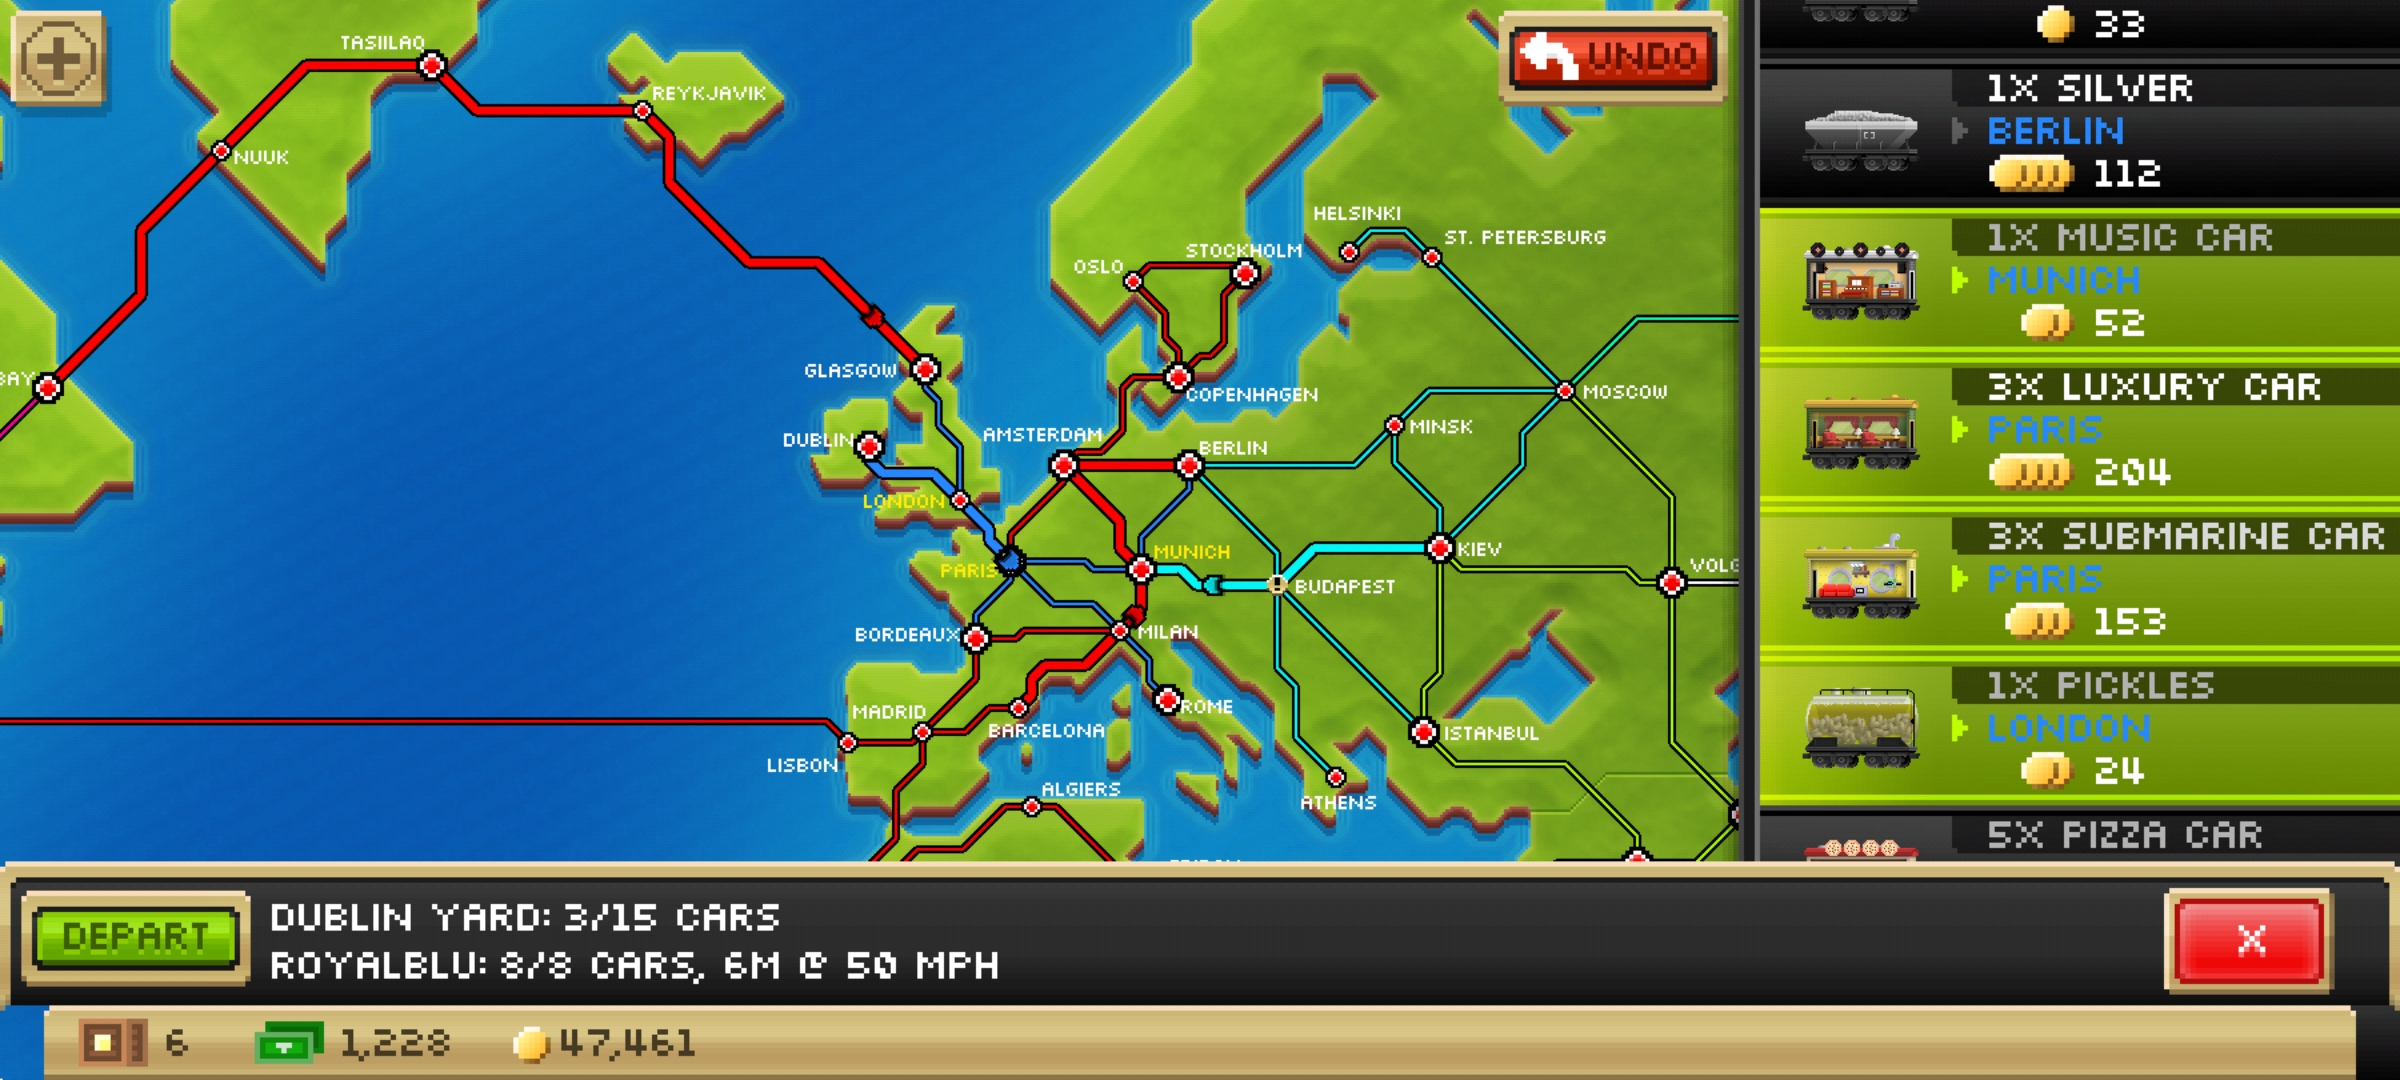 TASIILAQ
REYKJAVIK
NUUK
BAY
GLASGOW
DUBLIN
LONDON
PARIS
OSLO
STOCKHOLM
HELSINKI
ST. PETERSBURG
COPENHAGEN
AMSTERDAM
BERLIN
MINSK
MOSCOW
MUNICH
BUDAPEST
KIEV
VOLG
BORDEAUX
MILAN
ROME
MADRID
BARCELONA
LISBON
ALGIERS
ATHENS
ISTANBUL
UNDO
33
1X SILVER
BERLIN
112
1X MUSIC CAR
MUNICH
52
3X LUXURY CAR
PARIS
204
3X SUBMARINE CAR
PARIS
153
1X PICKLES
LONDON
24
5X PIZZA CAR
DEPART
DUBLIN YARD: 3/15 CARS
ROYALBLU: 8/8 CARS, 6M @ 50 MPH
X
6
1,228
47,461